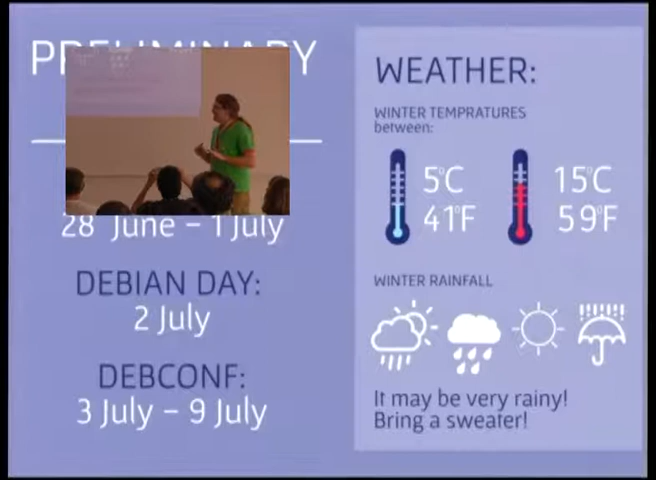 PRELIMINARY
28 June – 1 July
DEBIAN DAY:
2 July
DEBCONF:
3 July – 9 July
WEATHER:
WINTER TEMPRATURES
between:
5°C
41°F
15°C
59°F
WINTER RAINFALL
It may be very rainy!
Bring a sweater!